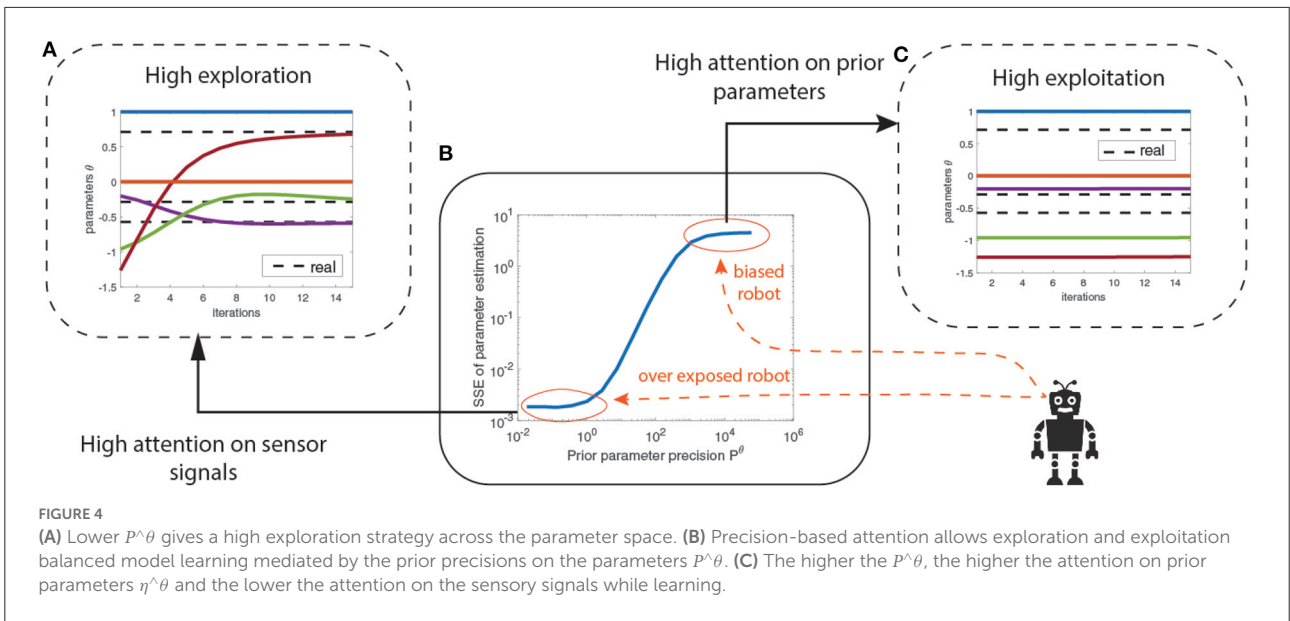 A
High exploration
1
0.5
0
-0.5
-1
-1.5
parameters θ
real
2 4 6 8 10 12 14
iterations
High attention on sensor
signals
High attention on prior
parameters
B
10^1
10^0
10^-1
10^-2
10^-3
SSE of parameter estimation
biased
robot
over exposed robot
10^-2 10^0 10^2 10^4 10^6
Prior parameter precision P^θ
C
High exploitation
1
0.5
0
-0.5
-1
-1.5
parameters θ
real
2 4 6 8 10 12 14
iterations
FIGURE 4
(A) Lower P^θ gives a high exploration strategy across the parameter space. (B) Precision-based attention allows exploration and exploitation
balanced model learning mediated by the prior precisions on the parameters P^θ. (C) The higher the P^θ, the higher the attention on prior
parameters η^θ and the lower the attention on the sensory signals while learning.